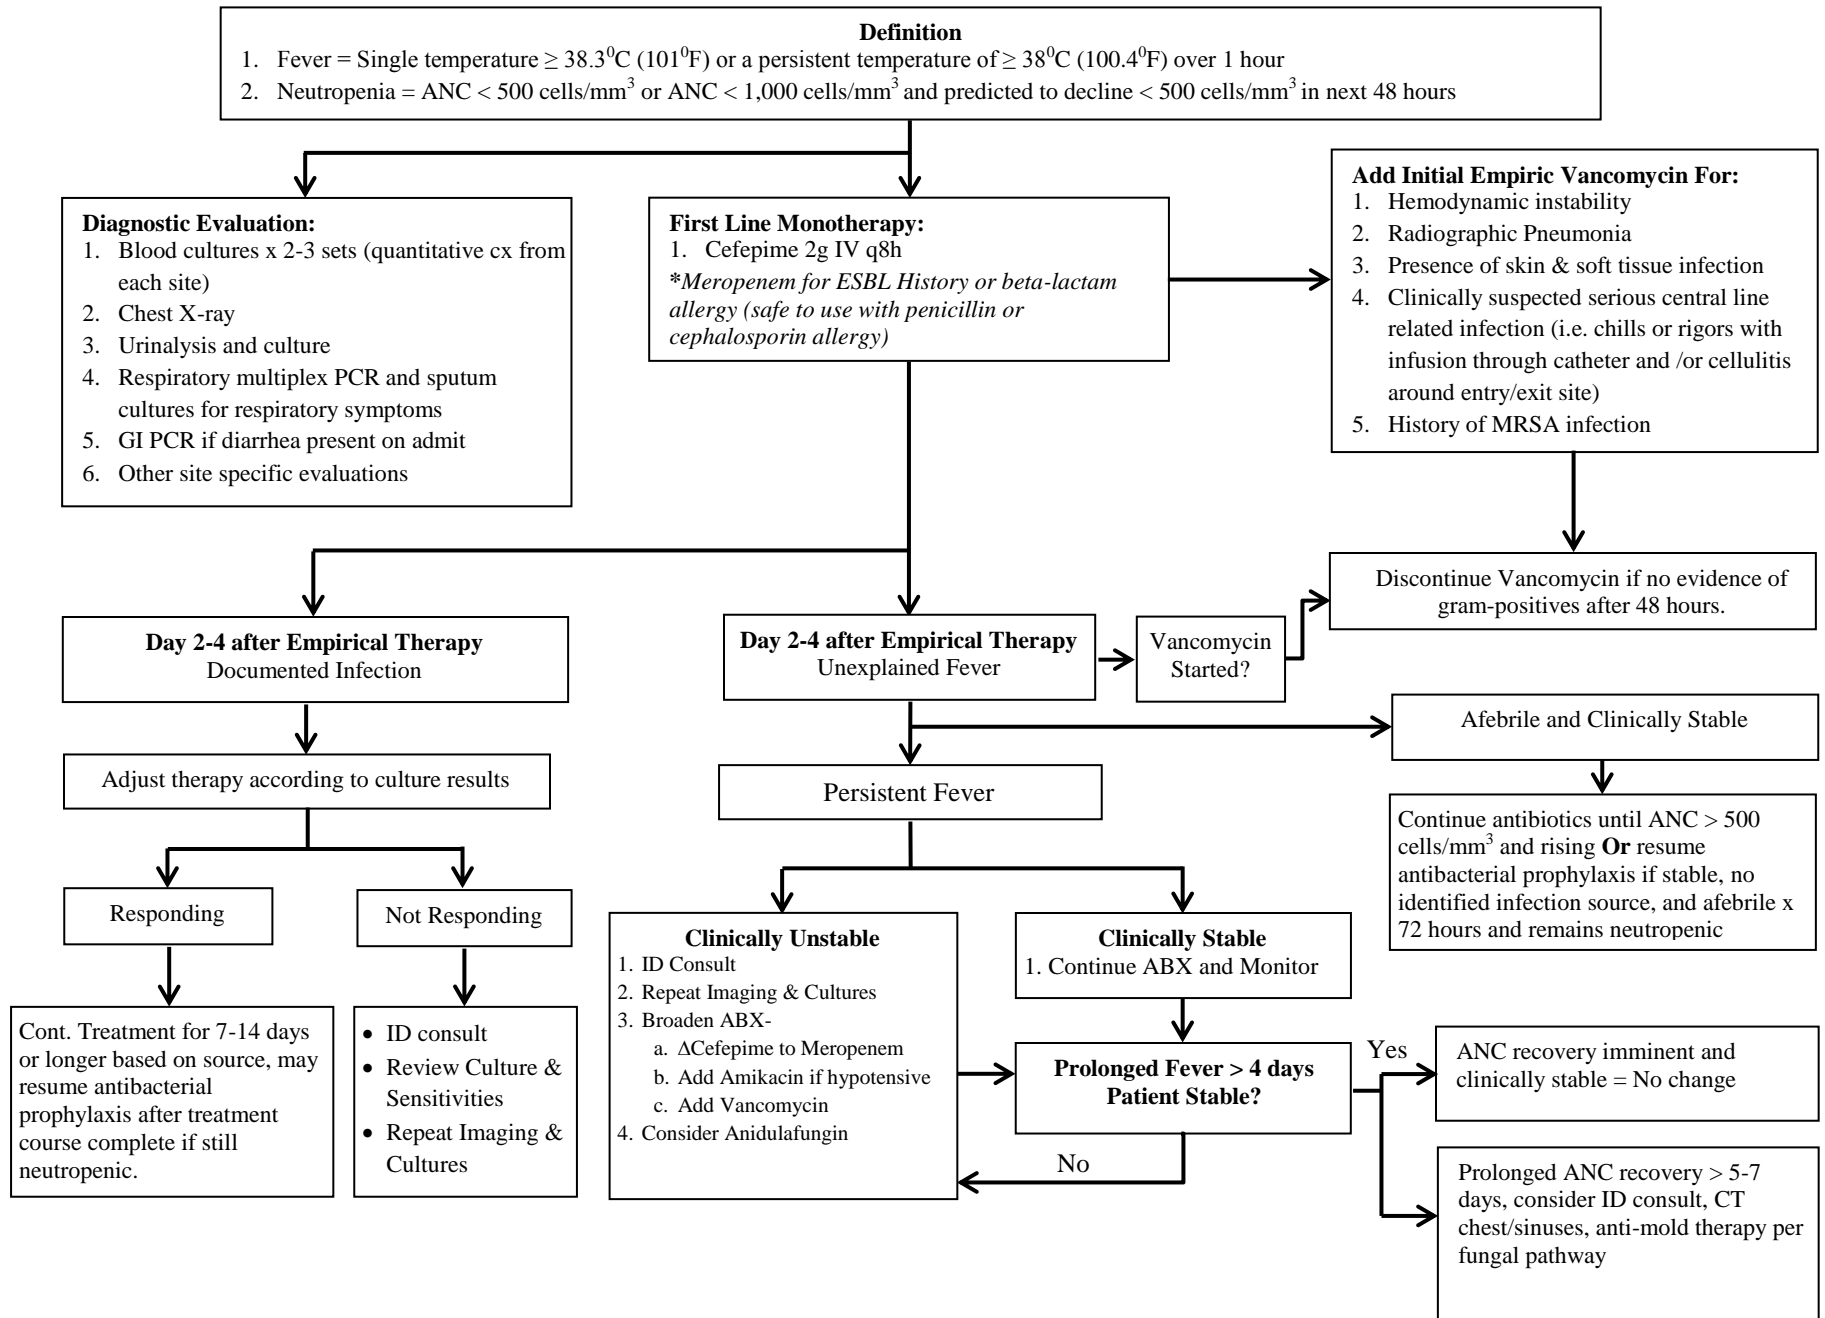 Definition
1. Fever = Single temperature ≥ 38.3⁰C (101⁰F) or a persistent temperature of ≥ 38⁰C (100.4⁰F) over 1 hour
2. Neutropenia = ANC < 500 cells/mm³ or ANC < 1,000 cells/mm³ and predicted to decline < 500 cells/mm³ in next 48 hours
Diagnostic Evaluation:
1. Blood cultures x 2-3 sets (quantitative cx from
each site)
2. Chest X-ray
3. Urinalysis and culture
4. Respiratory multiplex PCR and sputum
cultures for respiratory symptoms
5. GI PCR if diarrhea present on admit
6. Other site specific evaluations
First Line Monotherapy:
1. Cefepime 2g IV q8h
*Meropenem for ESBL History or beta-lactam
allergy (safe to use with penicillin or
cephalosporin allergy)
Add Initial Empiric Vancomycin For:
1. Hemodynamic instability
2. Radiographic Pneumonia
3. Presence of skin & soft tissue infection
4. Clinically suspected serious central line
related infection (i.e. chills or rigors with
infusion through catheter and /or cellulitis
around entry/exit site)
5. History of MRSA infection
Discontinue Vancomycin if no evidence of
gram-positives after 48 hours.
Day 2-4 after Empirical Therapy
Documented Infection
Day 2-4 after Empirical Therapy
Unexplained Fever
Vancomycin
Started?
Afebrile and Clinically Stable
Adjust therapy according to culture results
Persistent Fever
Continue antibiotics until ANC > 500
cells/mm³ and rising Or resume
antibacterial prophylaxis if stable, no
identified infection source, and afebrile x
72 hours and remains neutropenic
Responding
Not Responding
Clinically Unstable
1. ID Consult
2. Repeat Imaging & Cultures
3. Broaden ABX-
a. ΔCefepime to Meropenem
b. Add Amikacin if hypotensive
c. Add Vancomycin
4. Consider Anidulafungin
Clinically Stable
1. Continue ABX and Monitor
Cont. Treatment for 7-14 days
or longer based on source, may
resume antibacterial
prophylaxis after treatment
course complete if still
neutropenic.
• ID consult
• Review Culture &
Sensitivities
• Repeat Imaging &
Cultures
Prolonged Fever > 4 days
Patient Stable?
Yes
No
ANC recovery imminent and
clinically stable = No change
Prolonged ANC recovery > 5-7
days, consider ID consult, CT
chest/sinuses, anti-mold therapy per
fungal pathway